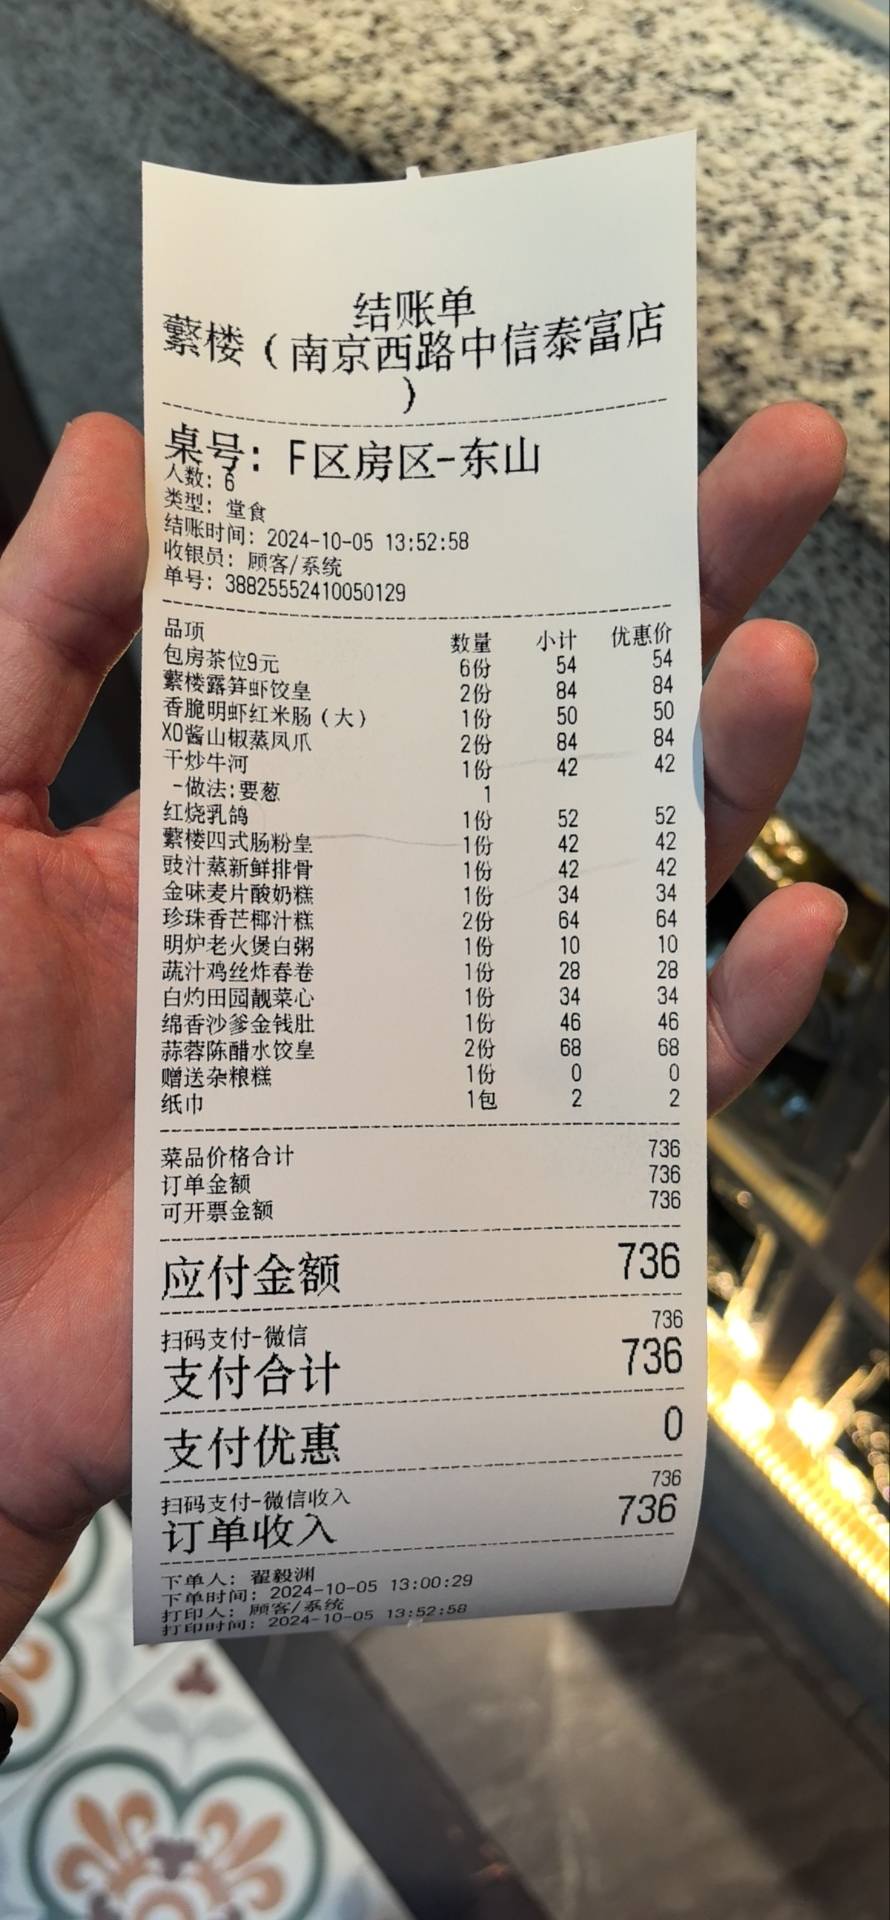 结账单
蘩楼（南京西路中信泰富店
）
桌号: F区房区-东山
人数: 6
类型: 堂食
结账时间: 2024-10-05 13:52:58
收银员: 顾客/系统
单号: 38825552410050129
品项 数量 小计 优惠价
包房茶位9元 6份 54 54
蘩楼露笋虾饺皇 2份 84 84
香脆明虾红米肠（大） 1份 50 50
XO酱山椒蒸凤爪 2份 84 84
干炒牛河 1份 42 42
-做法:要葱 1
红烧乳鸽 1份 52 52
蘩楼四式肠粉皇 1份 42 42
豉汁蒸新鲜排骨 1份 42 42
金味麦片酸奶糕 1份 34 34
珍珠香芒椰汁糕 2份 64 64
明炉老火煲白粥 1份 10 10
蔬汁鸡丝炸春卷 1份 28 28
白灼田园靓菜心 1份 34 34
绵香沙爹金钱肚 1份 46 46
蒜蓉陈醋水饺皇 2份 68 68
赠送杂粮糕 1份 0 0
纸巾 1包 2 2
菜品价格合计 736
订单金额 736
可开票金额 736
应付金额 736
扫码支付-微信 736
支付合计 736
支付优惠 0
扫码支付-微信收入 736
订单收入 736
下单人: 翟毅渊
下单时间: 2024-10-05 13:00:29
打印人: 顾客/系统
打印时间: 2024-10-05 13:52:58